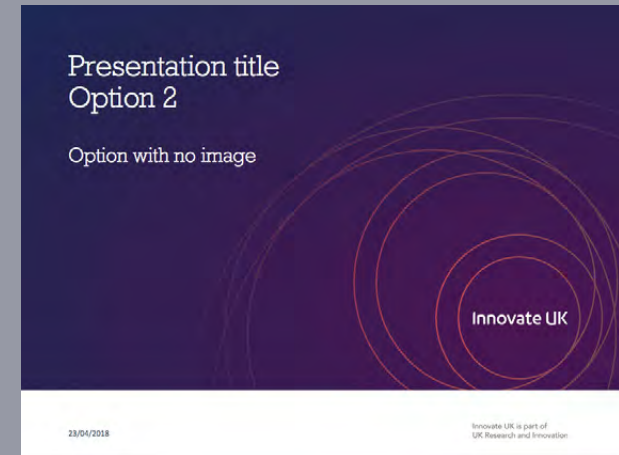 Presentation title
Option 2
Option with no image
Innovate UK
23/04/2018
Innovate UK is part of
UK Research and Innovation